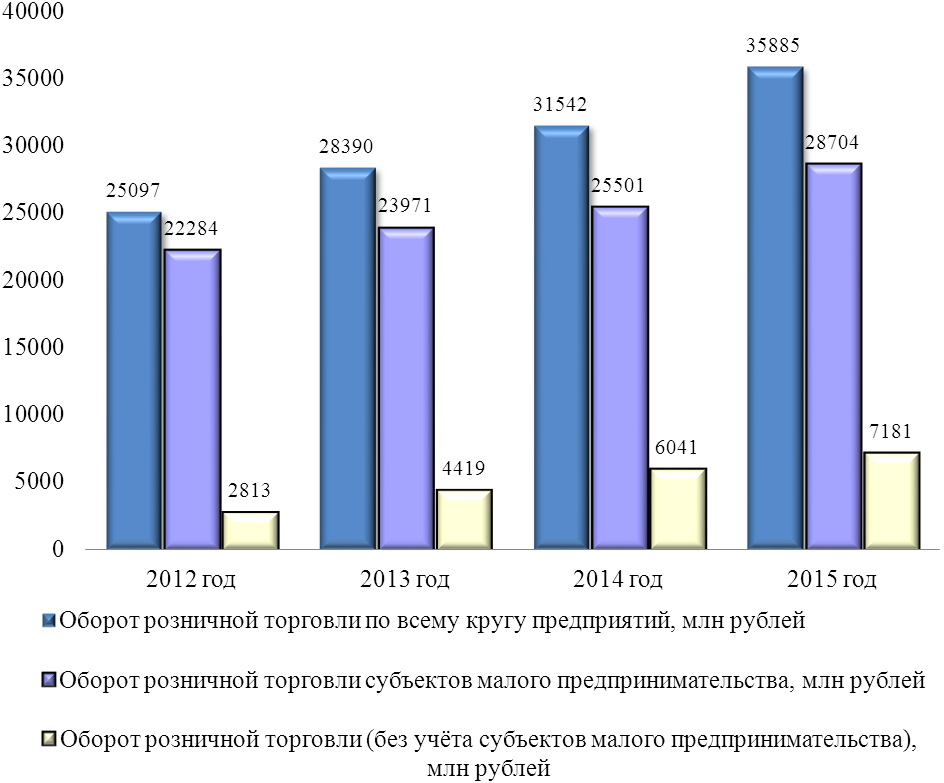 40000
35000
30000
25000
20000
15000
10000
5000
0
25097
22284
2813
28390
23971
4419
31542
25501
6041
35885
28704
7181
2012 год
2013 год
2014 год
2015 год
Оборот розничной торговли по всему кругу предприятий, млн рублей
Оборот розничной торговли субъектов малого предпринимательства, млн рублей
Оборот розничной торговли (без учёта субъектов малого предпринимательства),
млн рублей